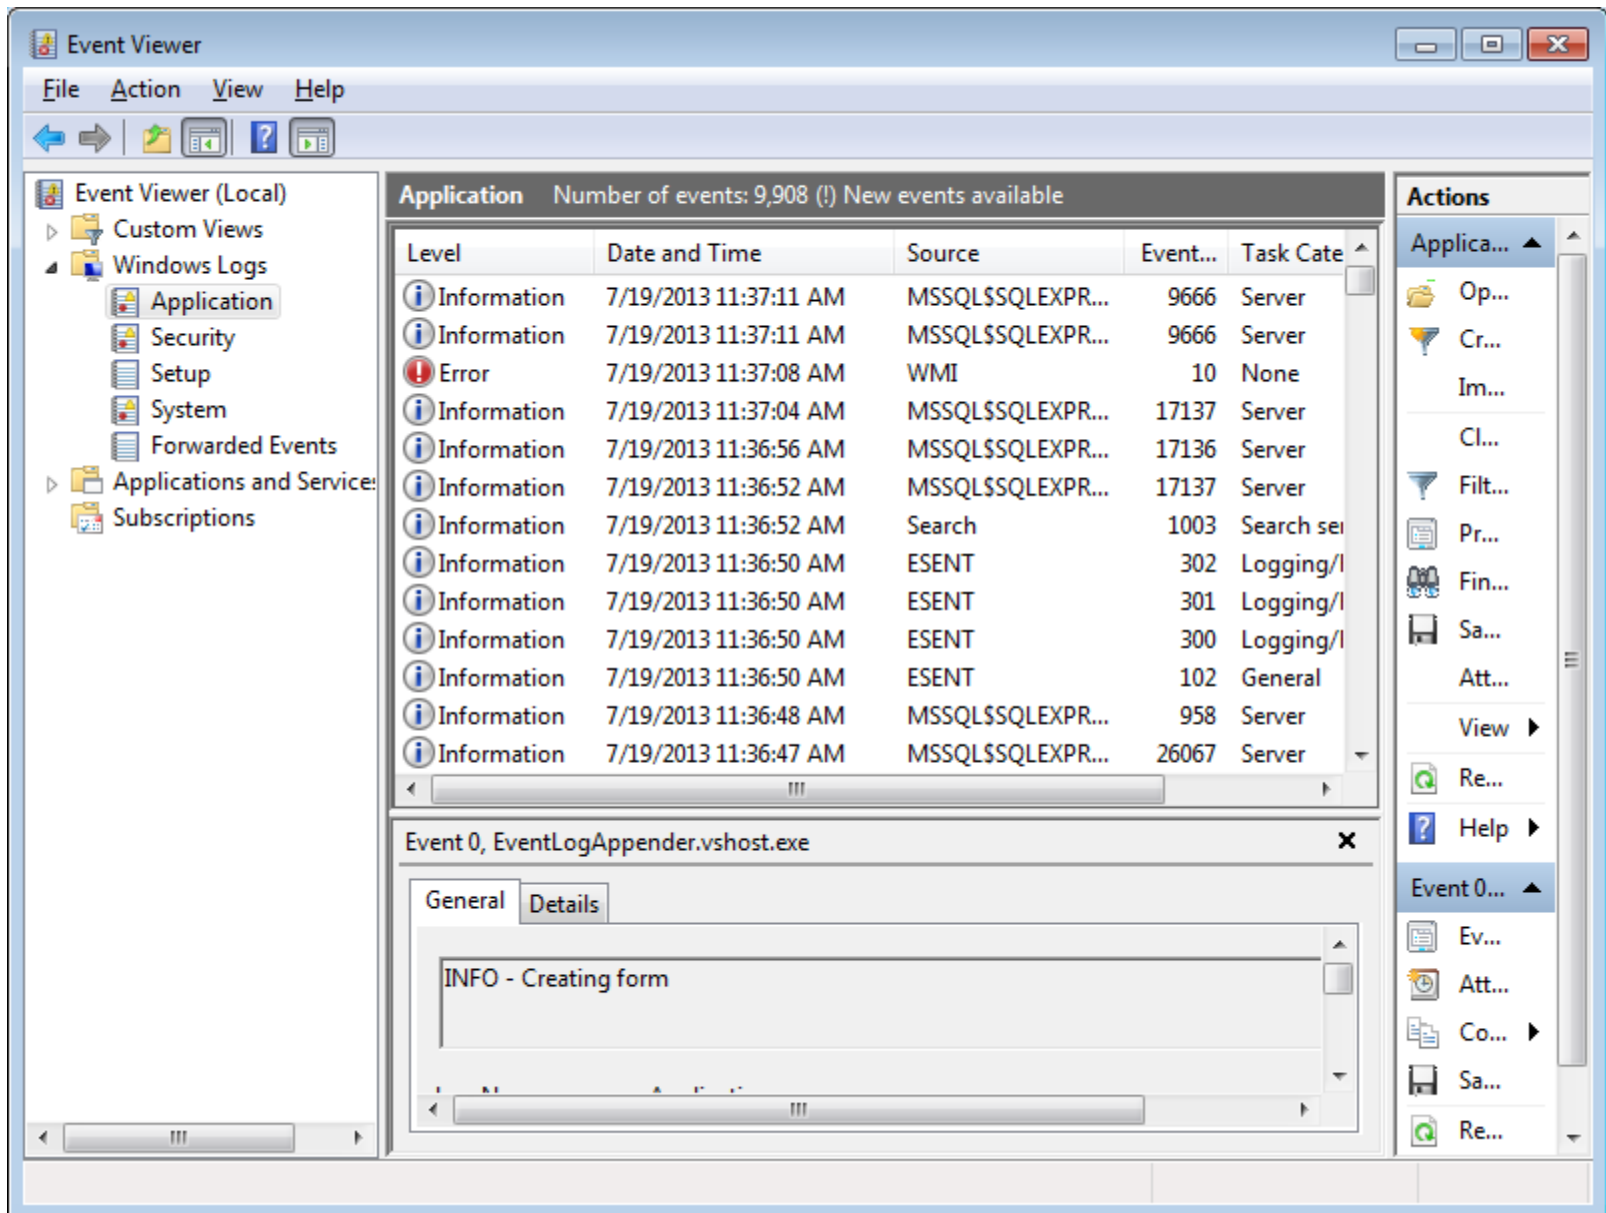 Event Viewer
File Action View Help
Event Viewer (Local)
Custom Views
Windows Logs
Application
Security
Setup
System
Forwarded Events
Applications and Service
Subscriptions
Application Number of events: 9,908 (!) New events available
Level Date and Time Source Event... Task Cate
Information 7/19/2013 11:37:11 AM MSSQL$SQLEXPR... 9666 Server
Information 7/19/2013 11:37:11 AM MSSQL$SQLEXPR... 9666 Server
Error 7/19/2013 11:37:08 AM WMI 10 None
Information 7/19/2013 11:37:04 AM MSSQL$SQLEXPR... 17137 Server
Information 7/19/2013 11:36:56 AM MSSQL$SQLEXPR... 17136 Server
Information 7/19/2013 11:36:52 AM MSSQL$SQLEXPR... 17137 Server
Information 7/19/2013 11:36:52 AM Search 1003 Search ser
Information 7/19/2013 11:36:50 AM ESENT 302 Logging/
Information 7/19/2013 11:36:50 AM ESENT 301 Logging/
Information 7/19/2013 11:36:50 AM ESENT 300 Logging/
Information 7/19/2013 11:36:50 AM ESENT 102 General
Information 7/19/2013 11:36:48 AM MSSQL$SQLEXPR... 958 Server
Information 7/19/2013 11:36:47 AM MSSQL$SQLEXPR... 26067 Server
Event 0, EventLogAppender.vshost.exe
General Details
INFO - Creating form
Actions
Applica...
Op...
Cr...
Im...
Cl...
Filt...
Pr...
Fin...
Sa...
Att...
View
Re...
Help
Event 0...
Ev...
Att...
Co...
Sa...
Re...